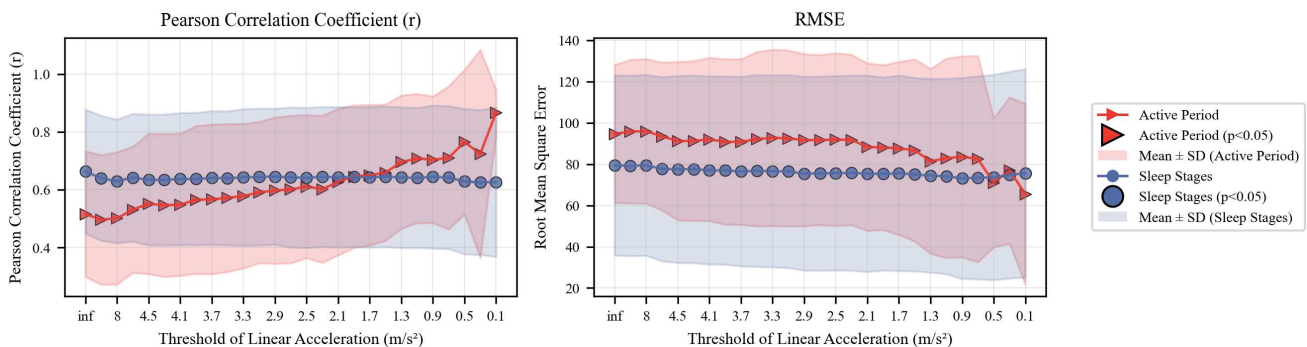 Pearson Correlation Coefficient (r)
Pearson Correlation Coefficient (r)
1.0
0.8
0.6
0.4
inf 8 4.5 4.1 3.7 3.3 2.9 2.5 2.1 1.7 1.3 0.9 0.5 0.1
Threshold of Linear Acceleration (m/s²)
RMSE
Root Mean Square Error
140
120
100
80
60
40
20
inf 8 4.5 4.1 3.7 3.3 2.9 2.5 2.1 1.7 1.3 0.9 0.5 0.1
Threshold of Linear Acceleration (m/s²)
Active Period
Active Period (p<0.05)
Mean ± SD (Active Period)
Sleep Stages
Sleep Stages (p<0.05)
Mean ± SD (Sleep Stages)